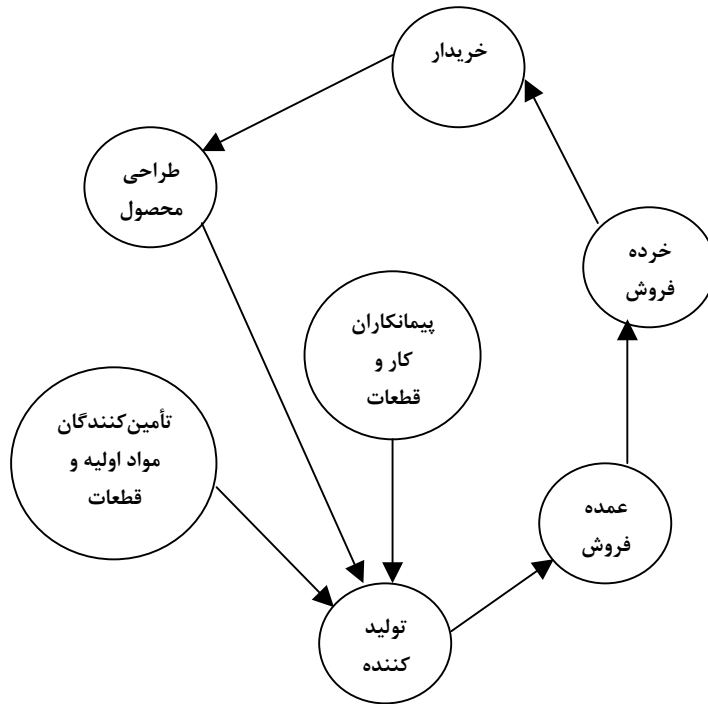 خریدار
طراحی
محصول
خرده
فروش
پیمانکاران
کار و
قطعات
تأمین‌کنندگان
مواد اولیه و
قطعات
عمده
فروش
تولید
کننده